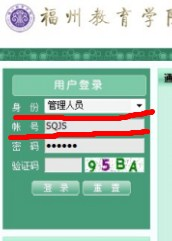 福州教育学
用户登录
身 份 管理人员
帐 号 SQJS
密 码 ••••••
验证码 95BA
登 录 重 置